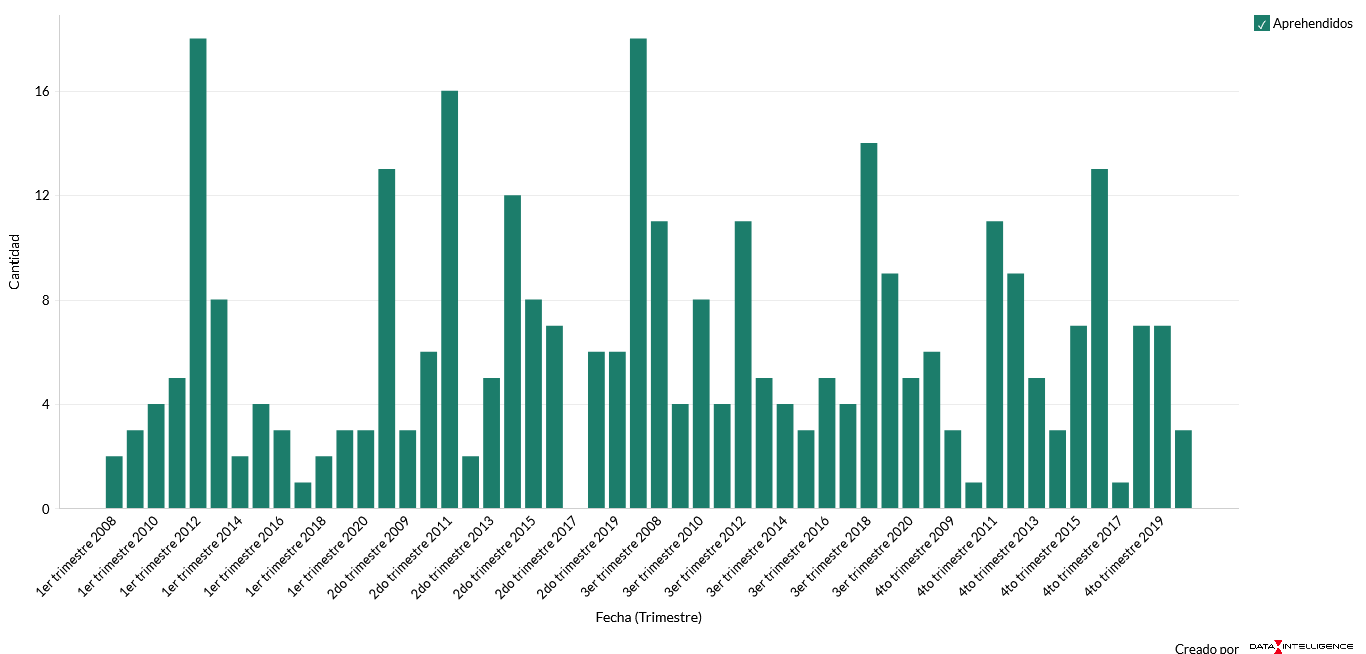 Aprehendidos
16
12
8
4
0
Cantidad
1er trimestre 2008
1er trimestre 2010
1er trimestre 2012
1er trimestre 2014
1er trimestre 2016
1er trimestre 2018
1er trimestre 2020
2do trimestre 2009
2do trimestre 2011
2do trimestre 2013
2do trimestre 2015
2do trimestre 2017
2do trimestre 2019
3er trimestre 2008
3er trimestre 2010
3er trimestre 2012
3er trimestre 2014
3er trimestre 2016
3er trimestre 2018
3er trimestre 2020
4to trimestre 2009
4to trimestre 2011
4to trimestre 2013
4to trimestre 2015
4to trimestre 2017
4to trimestre 2019
Fecha (Trimestre)
Creado por DATA INTELLIGENCE